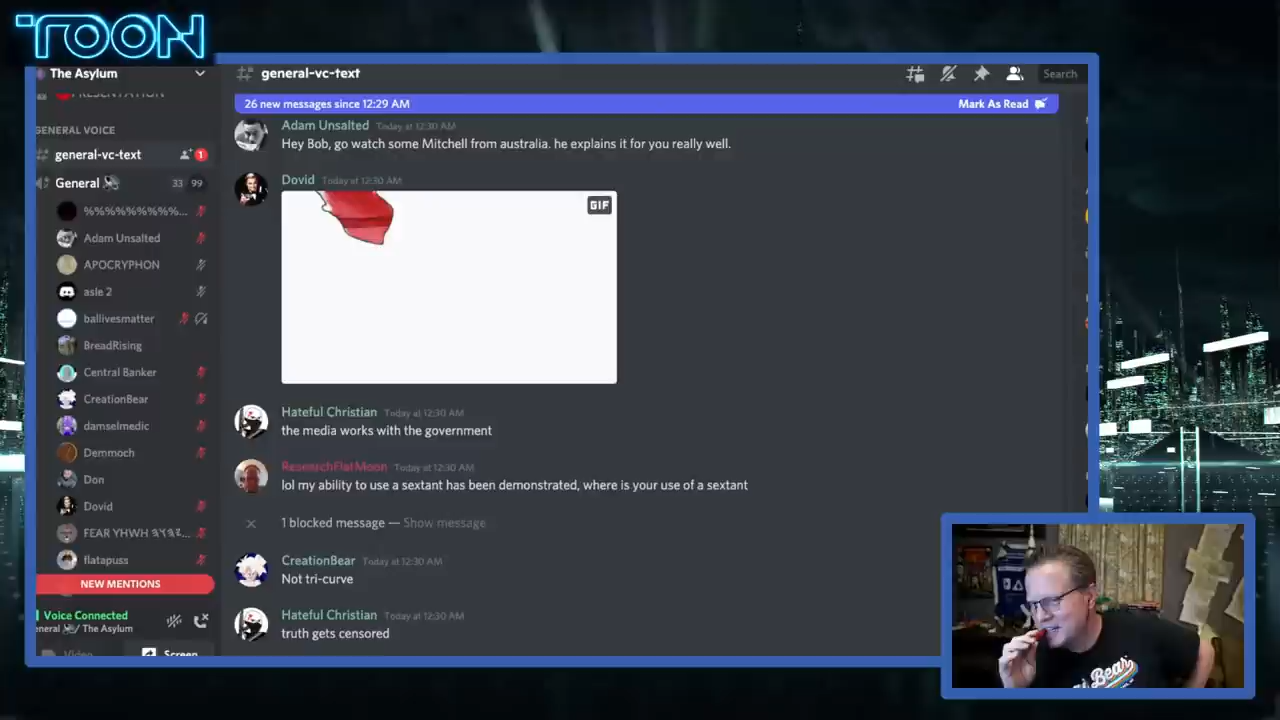 TOON
The Asylum
general-vc-text
Search
PRESENTATION
26 new messages since 12:29 AM
Mark As Read
GENERAL VOICE
general-vc-text
1
General
33 99
%%%%%%%%%...
Adam Unsalted
APOCRYPHON
asle 2
ballivesmatter
BreadRising
Central Banker
CreationBear
damselmedic
Demmoch
Don
Dovid
FEAR YHWH
flatapuss
NEW MENTIONS
Voice Connected
eneral / The Asylum
Video
Screen
Adam Unsalted Today at 12:30 AM
Hey Bob, go watch some Mitchell from australia. he explains it for you really well.
Dovid Today at 12:30 AM
GIF
Hateful Christian Today at 12:30 AM
the media works with the government
ResearchFlatMoon Today at 12:30 AM
lol my ability to use a sextant has been demonstrated, where is your use of a sextant
1 blocked message — Show message
CreationBear Today at 12:30 AM
Not tri-curve
Hateful Christian Today at 12:30 AM
truth gets censored
Bear